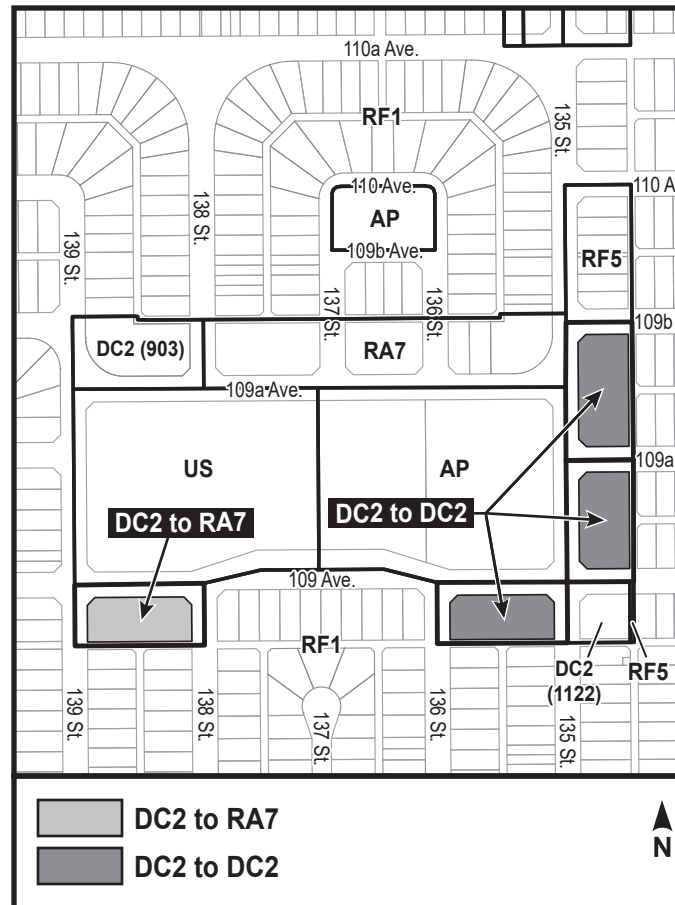 110a Ave.
RF1
135 St.
138 St.
110 Ave.
110 A
AP
139 St.
109b Ave.
RF5
137 St.
136 St.
109b
DC2 (903)
RA7
109a Ave.
US
AP
109a
DC2 to RA7
DC2 to DC2
109 Ave.
RF1
DC2
(1122)
RF5
139 St.
138 St.
137 St.
136 St.
135 St.
DC2 to RA7
DC2 to DC2
N